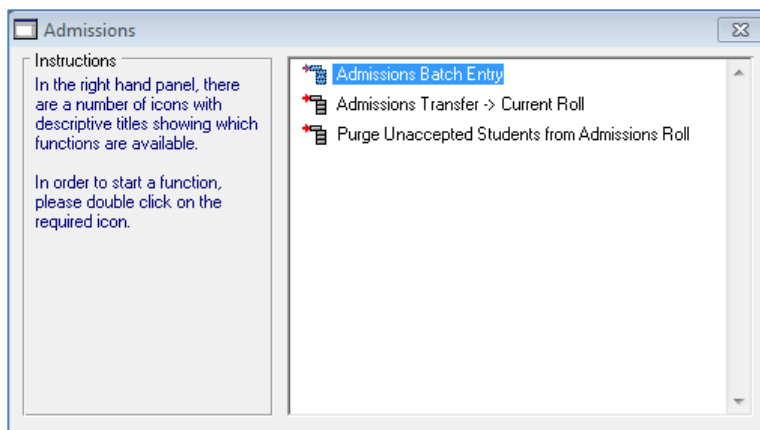 Admissions
Instructions
In the right hand panel, there
are a number of icons with
descriptive titles showing which
functions are available.
In order to start a function,
please double click on the
required icon.
Admissions Batch Entry
Admissions Transfer -> Current Roll
Purge Unaccepted Students from Admissions Roll